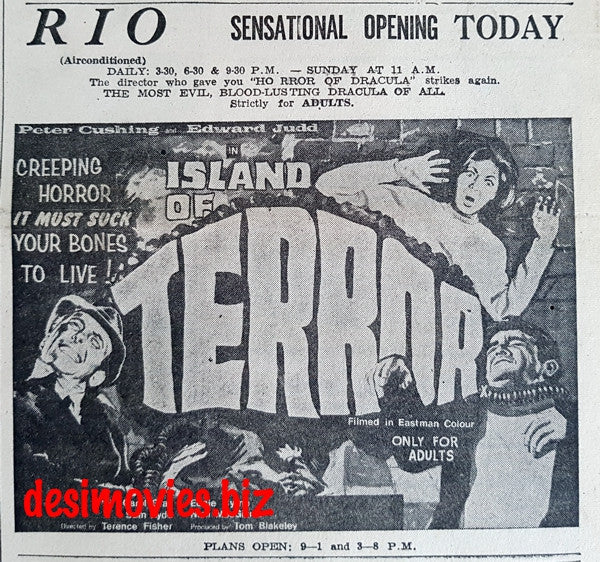 RIO SENSATIONAL OPENING TODAY
(Airconditioned)
DAILY: 3-30, 6-30 & 9-30 P.M. — SUNDAY AT 11 A.M.
The director who gave you "HO RROR OF DRACULA" strikes again.
THE MOST EVIL, BLOOD-LUSTING DRACULA OF ALL.
Strictly for ADULTS.
Peter Cushing and Edward Judd
IN
ISLAND
OF
TERROR
CREEPING
HORROR
IT MUST SUCK
YOUR BONES
TO LIVE!
Filmed in Eastman Colour
ONLY FOR
ADULTS
desimovies.biz
Directed by Terence Fisher Produced by Tom Blakeley
PLANS OPEN: 9—1 and 3—8 P.M.